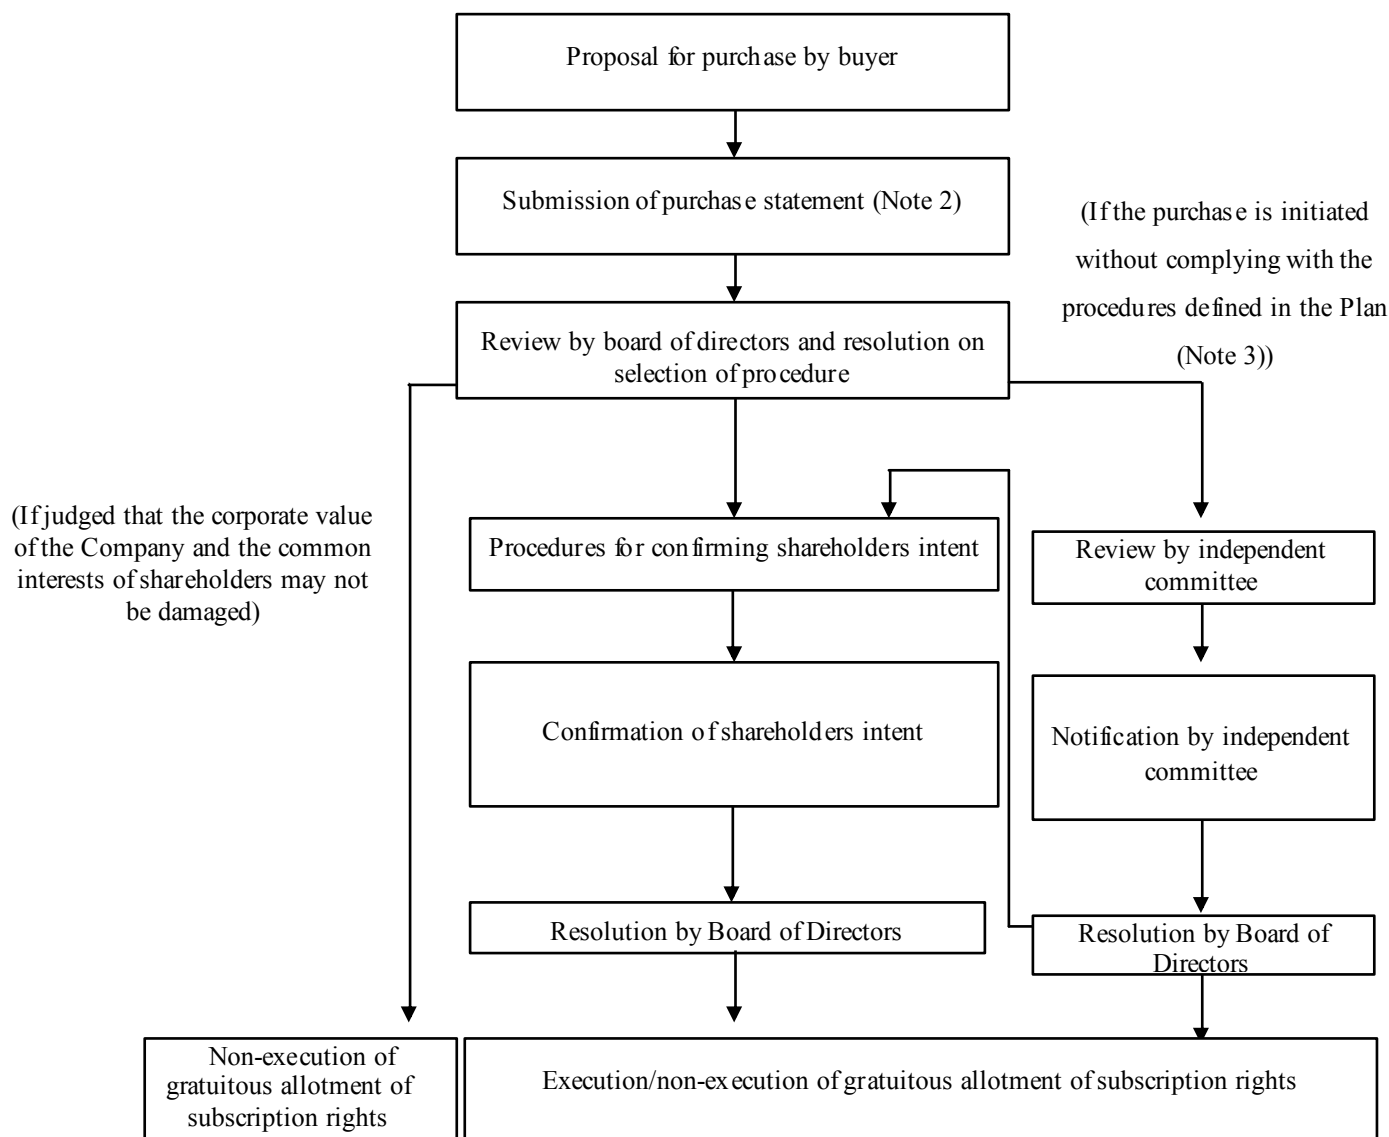 Proposal for purchase by buyer
Submission of purchase statement (Note 2)
(If the purchase is initiated
without complying with the
procedures defined in the Plan
(Note 3))
Review by board of directors and resolution on
selection of procedure
(If judged that the corporate value
of the Company and the common
interests of shareholders may not
be damaged)
Procedures for confirming shareholders intent
Review by independent
committee
Confirmation of shareholders intent
Notification by independent
committee
Resolution by Board of Directors
Resolution by Board of
Directors
Non-execution of
gratuitous allotment of
subscription rights
Execution/non-execution of gratuitous allotment of subscription rights